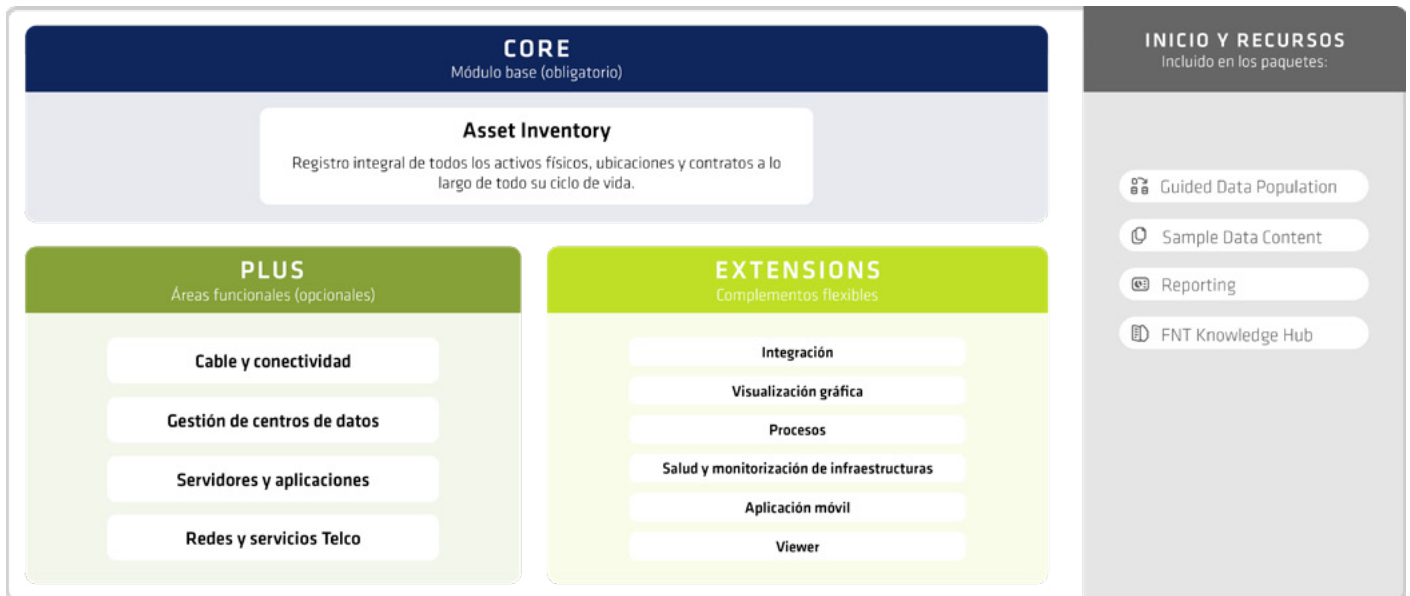 CORE
Módulo base (obligatorio)
Asset Inventory
Registro integral de todos los activos físicos, ubicaciones y contratos a lo
largo de todo su ciclo de vida.
PLUS
Áreas funcionales (opcionales)
Cable y conectividad
Gestión de centros de datos
Servidores y aplicaciones
Redes y servicios Telco
EXTENSIONS
Complementos flexibles
Integración
Visualización gráfica
Procesos
Salud y monitorización de infraestructuras
Aplicación móvil
Viewer
INICIO Y RECURSOS
Incluido en los paquetes:
Guided Data Population
Sample Data Content
Reporting
FNT Knowledge Hub